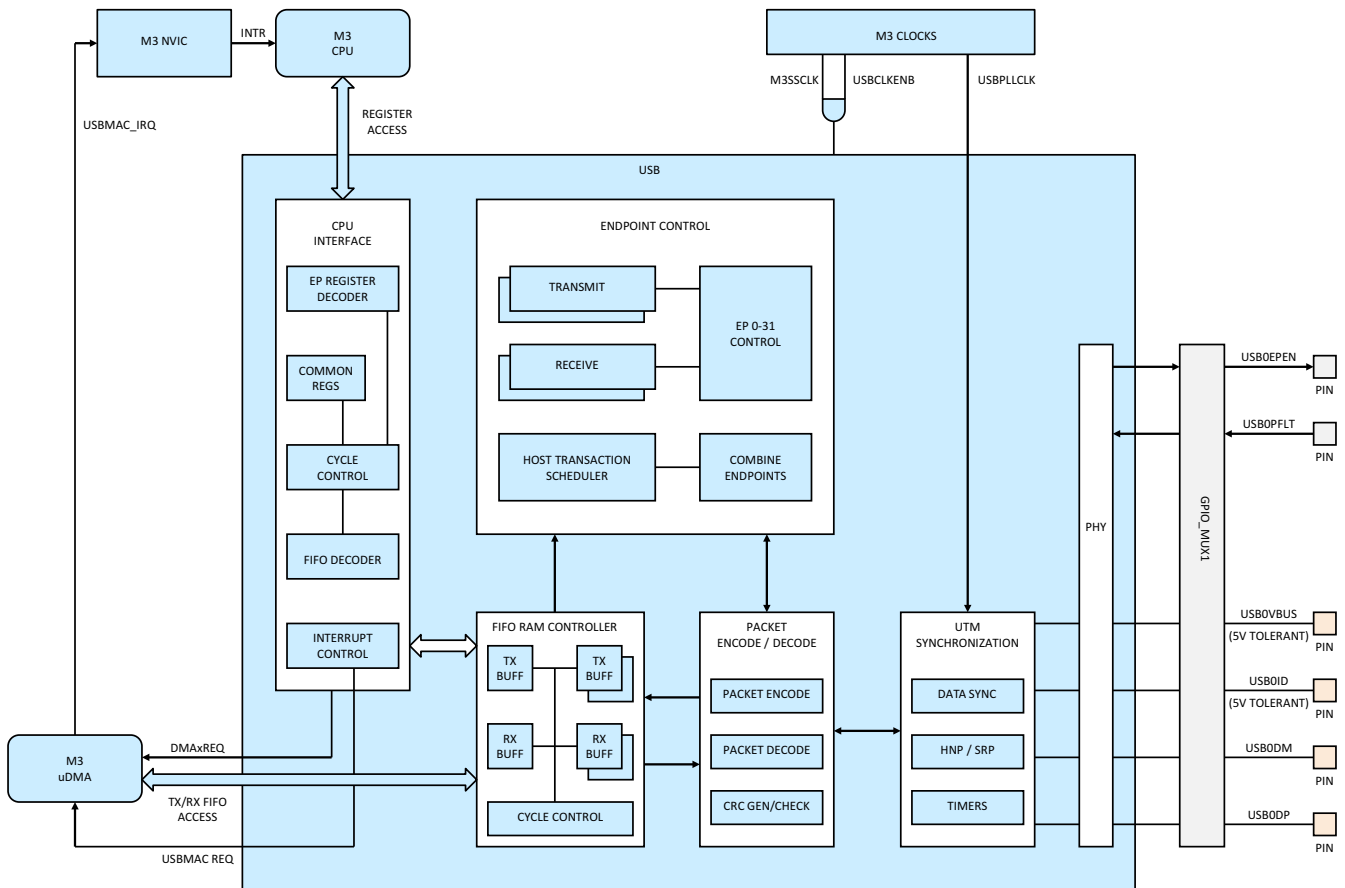 M3 NVIC
INTR
M3
CPU
M3 CLOCKS
M3SSCLK
USBCLKENB
USBPLLCLK
USBMAC_IRQ
REGISTER
ACCESS
USB
CPU
INTERFACE
EP REGISTER
DECODER
COMMON
REGS
CYCLE
CONTROL
FIFO DECODER
INTERRUPT
CONTROL
ENDPOINT CONTROL
TRANSMIT
RECEIVE
EP 0-31
CONTROL
HOST TRANSACTION
SCHEDULER
COMBINE
ENDPOINTS
FIFO RAM CONTROLLER
TX
BUFF
TX
BUFF
RX
BUFF
RX
BUFF
CYCLE CONTROL
PACKET
ENCODE / DECODE
PACKET ENCODE
PACKET DECODE
CRC GEN/CHECK
UTM
SYNCHRONIZATION
DATA SYNC
HNP / SRP
TIMERS
PHY
GPIO_MUX1
USB0EPEN
PIN
USB0PFLT
PIN
USB0VBUS
(5V TOLERANT)
PIN
USB0ID
(5V TOLERANT)
PIN
USB0DM
PIN
USB0DP
PIN
M3
uDMA
DMAxREQ
TX/RX FIFO
ACCESS
USBMAC REQ